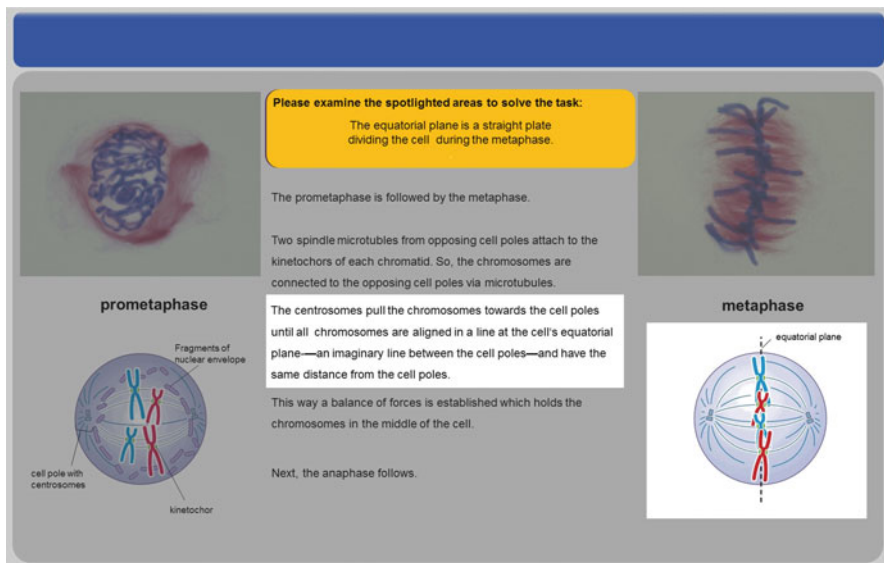 Please examine the spotlighted areas to solve the task:
The equatorial plane is a straight plate
dividing the cell during the metaphase.
The prometaphase is followed by the metaphase.
Two spindle microtubles from opposing cell poles attach to the
kinetochors of each chromatid. So, the chromosomes are
connected to the opposing cell poles via microtubules.
prometaphase
metaphase
The centrosomes pull the chromosomes towards the cell poles
until all chromosomes are aligned in a line at the cell's equatorial
plane—an imaginary line between the cell poles—and have the
same distance from the cell poles.
Fragments of
nuclear envelope
equatorial plane
This way a balance of forces is established which holds the
chromosomes in the middle of the cell.
cell pole with
centrosomes
kinetochor
Next, the anaphase follows.